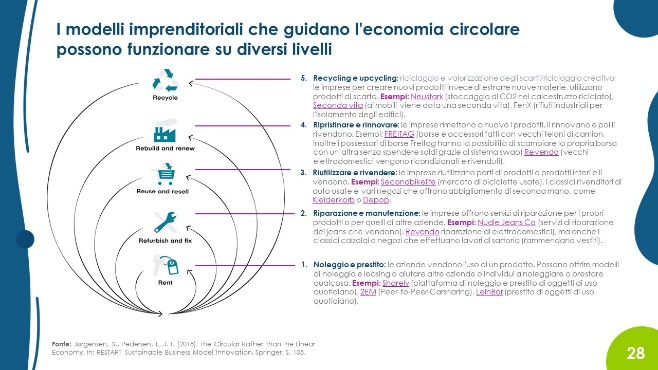 I modelli imprenditoriali che guidano l'economia circolare
possono funzionare su diversi livelli
Recycle
Rebuild and renew
Reuse and resell
Refurbish and fix
Rent
5. Recycling e upcycling: riciclaggio e valorizzazione degli scarti/riciclaggio creativo:
le imprese per creare nuovi prodotti invece di estrarre nuove materie, utilizzano
prodotti di scarto. Esempi: Neustark (stoccaggio di CO2 nel calcestruzzo riciclato),
Seconda vita (ai mobili viene data una seconda vita), FenX (rifiuti industriali per
l'isolamento degli edifici).
4. Ripristinare e rinnovare: le imprese rimettono a nuovo i prodotti, li rinnovano e poi li
rivendono. Esempi: FREITAG (borse e accessori fatti con vecchi teloni di camion.
Inoltre i possessori di borse Freitag hanno la possibilità di scambiare la propria borsa
con un'altra senza spendere soldi grazie al sistema swap) Revendo (vecchi
elettrodomestici vengono ricondizionati e rivenduti).
3. Riutilizzare e rivendere: le imprese riutilizzano parti di prodotti o prodotti interi e li
vendono. Esempi: Secondbikelife (mercato di biciclette usate), i classici rivenditori di
auto usate e vari negozi che offrono abbigliamento di seconda mano, come
Kleiderkorb o Depop.
2. Riparazione e manutenzione: le imprese offrono servizi di riparazione per i propri
prodotti o per quelli di altre aziende. Esempi: Nudie Jeans Co (servizi di riparazione
dei jeans che vendono), Revendo (riparazione di elettrodomestici), ma anche i
classici calzolai o negozi che effettuano lavori di sartoria (rammendano vestiti).
1. Noleggio e prestito: le aziende vendono l'uso di un prodotto. Possono offrire modelli
di noleggio e leasing o aiutare altre aziende o individui a noleggiare o prestare
qualcosa. Esempi: Sharely (piattaforma di noleggio e prestito di oggetti di uso
quotidiano), 2EM (Peer-to-Peer-Carsharing), LeihBar (prestito di oggetti di uso
quotidiano).
Fonte: Jørgensen, S., Pedersen, L. J. T. (2018). The Circular Rather than the Linear
Economy. In: RESTART Sustainable Business Model Innovation. Springer. S. 105.
28